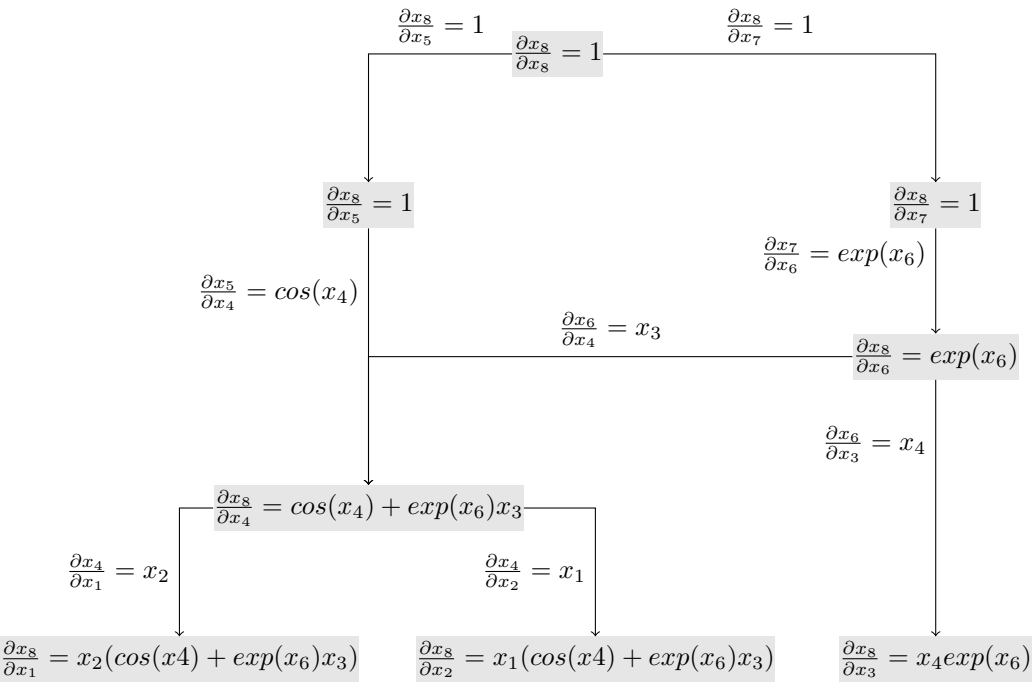 ∂x₈/∂x₅ = 1
∂x₈/∂x₇ = 1
∂x₈/∂x₈ = 1
∂x₈/∂x₅ = 1
∂x₈/∂x₇ = 1
∂x₇/∂x₆ = exp(x₆)
∂x₅/∂x₄ = cos(x₄)
∂x₆/∂x₄ = x₃
∂x₈/∂x₆ = exp(x₆)
∂x₆/∂x₃ = x₄
∂x₈/∂x₄ = cos(x₄) + exp(x₆)x₃
∂x₄/∂x₁ = x₂
∂x₄/∂x₂ = x₁
∂x₈/∂x₁ = x₂(cos(x4) + exp(x₆)x₃)
∂x₈/∂x₂ = x₁(cos(x4) + exp(x₆)x₃)
∂x₈/∂x₃ = x₄exp(x₆)